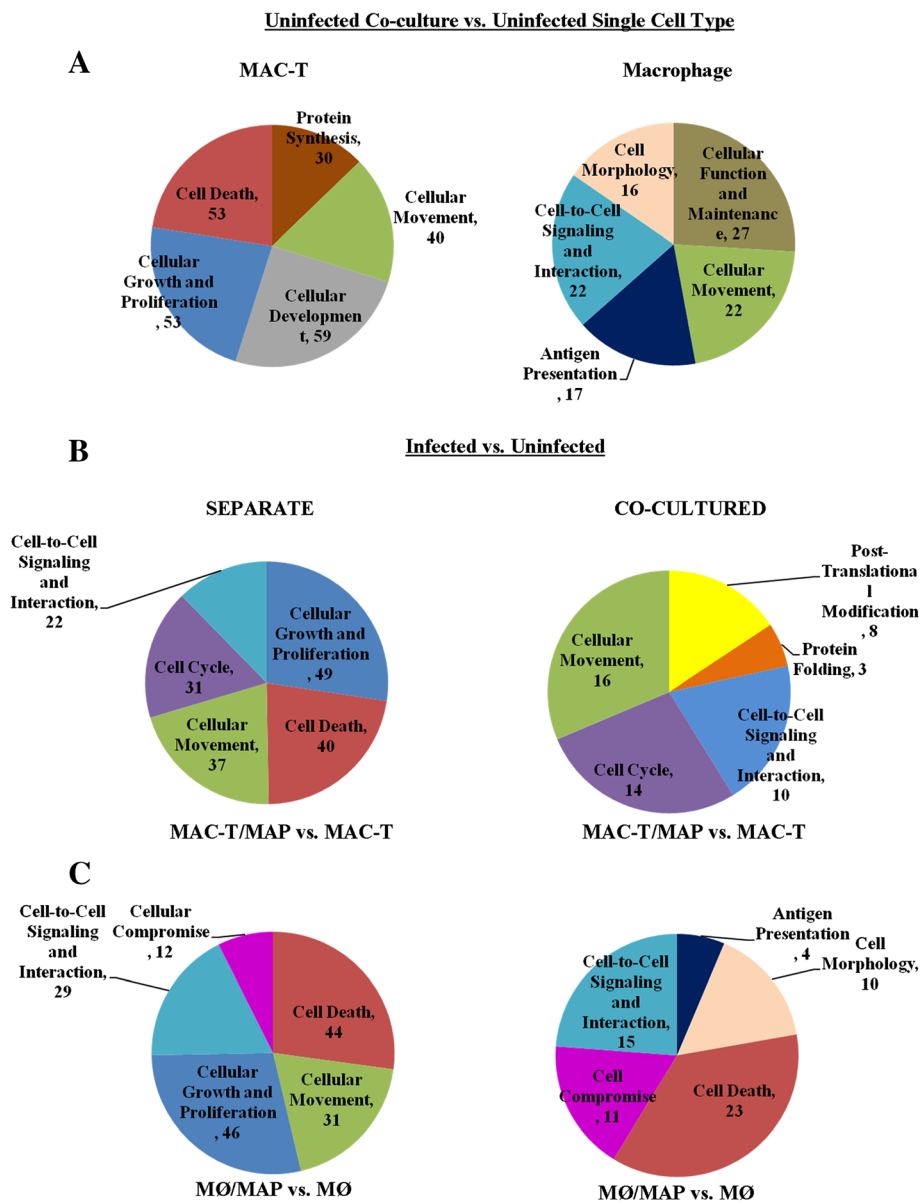 Uninfected Co-culture vs. Uninfected Single Cell Type
A
MAC-T
Macrophage
Protein
Synthesis,
30
Cellular
Movement,
40
Cellular
Developmen
t, 59
Cellular
Growth and
Proliferation
, 53
Cell Death,
53
Cellular
Function
and
Maintenanc
e, 27
Cellular
Movement,
22
Antigen
Presentation
, 17
Cell-to-Cell
Signaling
and
Interaction,
22
Cell
Morphology,
16
B
Infected vs. Uninfected
SEPARATE
CO-CULTURED
Cell-to-Cell
Signaling
and
Interaction,
22
Cellular
Growth and
Proliferation
, 49
Cell Death,
40
Cellular
Movement,
37
Cell Cycle,
31
MAC-T/MAP vs. MAC-T
Post-
Translationa
l
Modification
, 8
Protein
Folding, 3
Cell-to-Cell
Signaling
and
Interaction,
10
Cell Cycle,
14
Cellular
Movement,
16
MAC-T/MAP vs. MAC-T
C
Cell-to-Cell
Signaling
and
Interaction,
29
Cellular
Compromise
, 12
Cell Death,
44
Cellular
Movement,
31
Cellular
Growth and
Proliferation
, 46
MØ/MAP vs. MØ
Antigen
Presentation
, 4
Cell
Morphology,
10
Cell Death,
23
Cell
Compromise
, 11
Cell-to-Cell
Signaling
and
Interaction,
15
MØ/MAP vs. MØ